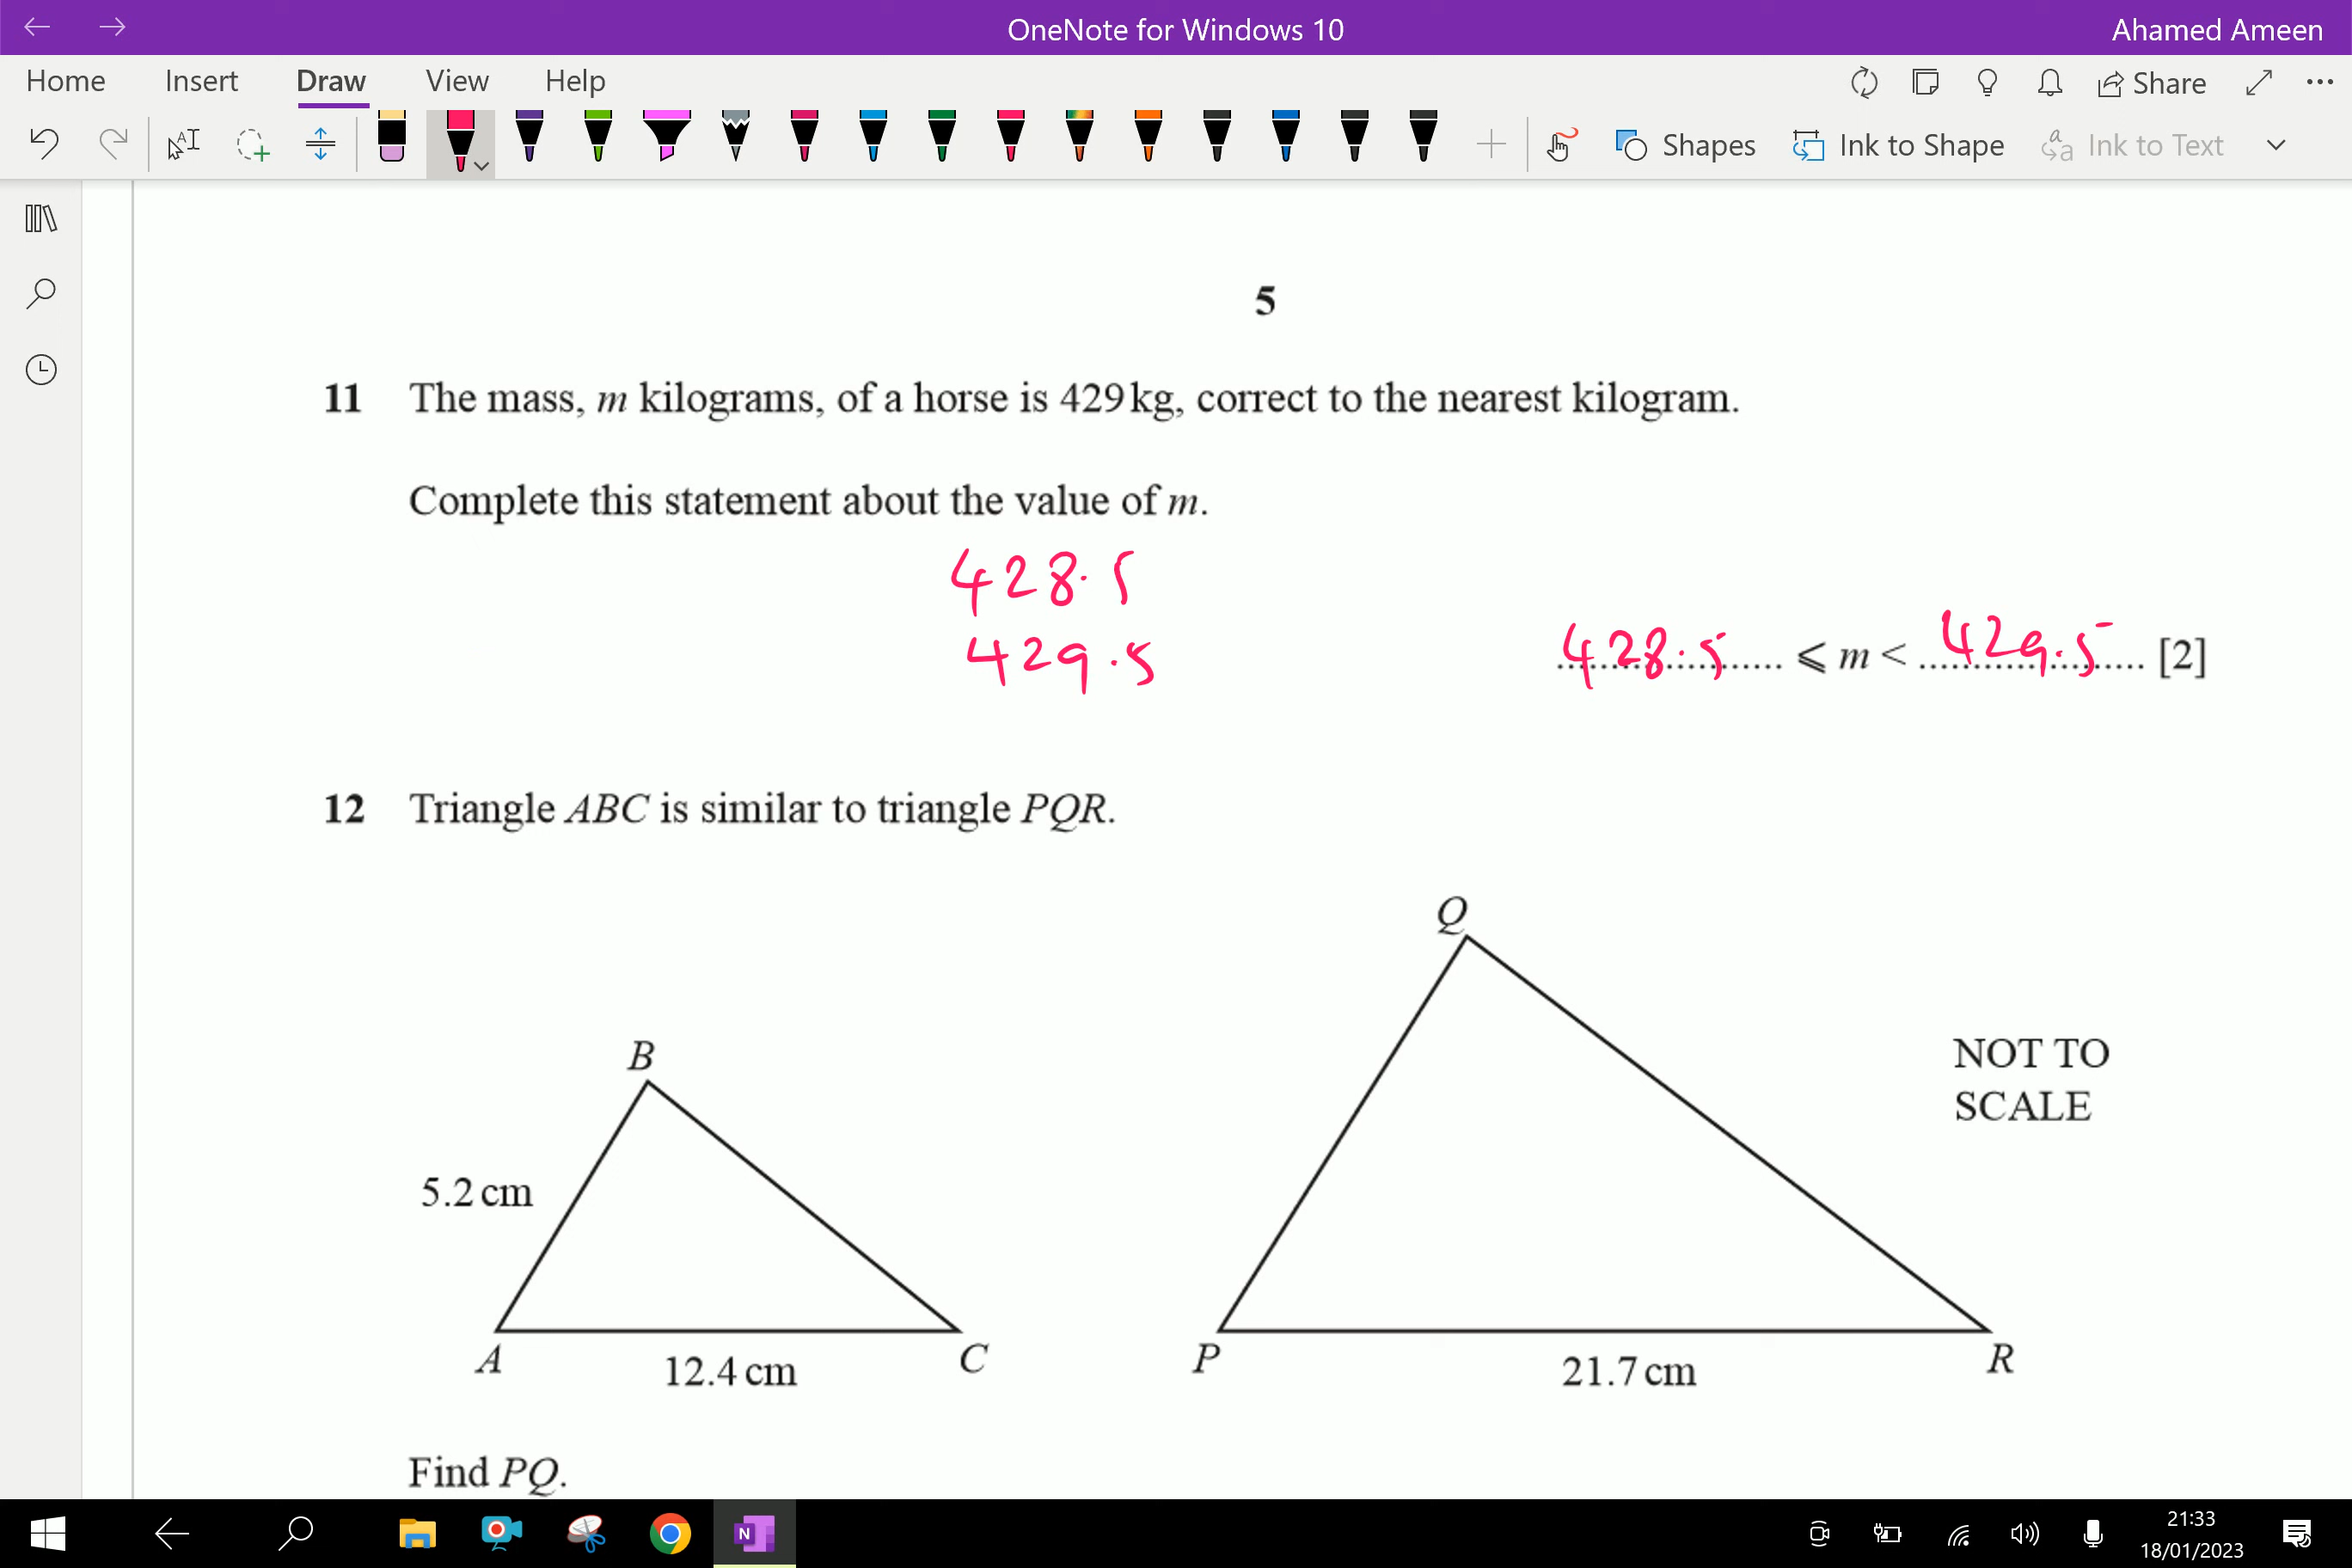 OneNote for Windows 10
Ahamed Ameen
Home Insert Draw View Help
Share
Shapes Ink to Shape Ink to Text
5
11 The mass, m kilograms, of a horse is 429 kg, correct to the nearest kilogram.
Complete this statement about the value of m.
428.5
429.5
428.5 ⩽ m < 429.5 [2]
12 Triangle ABC is similar to triangle PQR.
Q
B
NOT TO
SCALE
5.2 cm
A 12.4 cm C
P 21.7 cm R
Find PQ.
21:33
18/01/2023